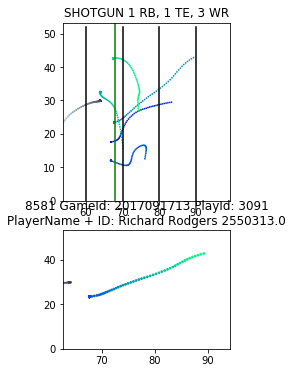 SHOTGUN 1 RB, 1 TE, 3 WR
50
40
30
20
10
0
60 70 80 90
8581 GameId: 2017091713 PlayId: 3091
PlayerName + ID: Richard Rodgers 2550313.0
40
20
0
70 80 90